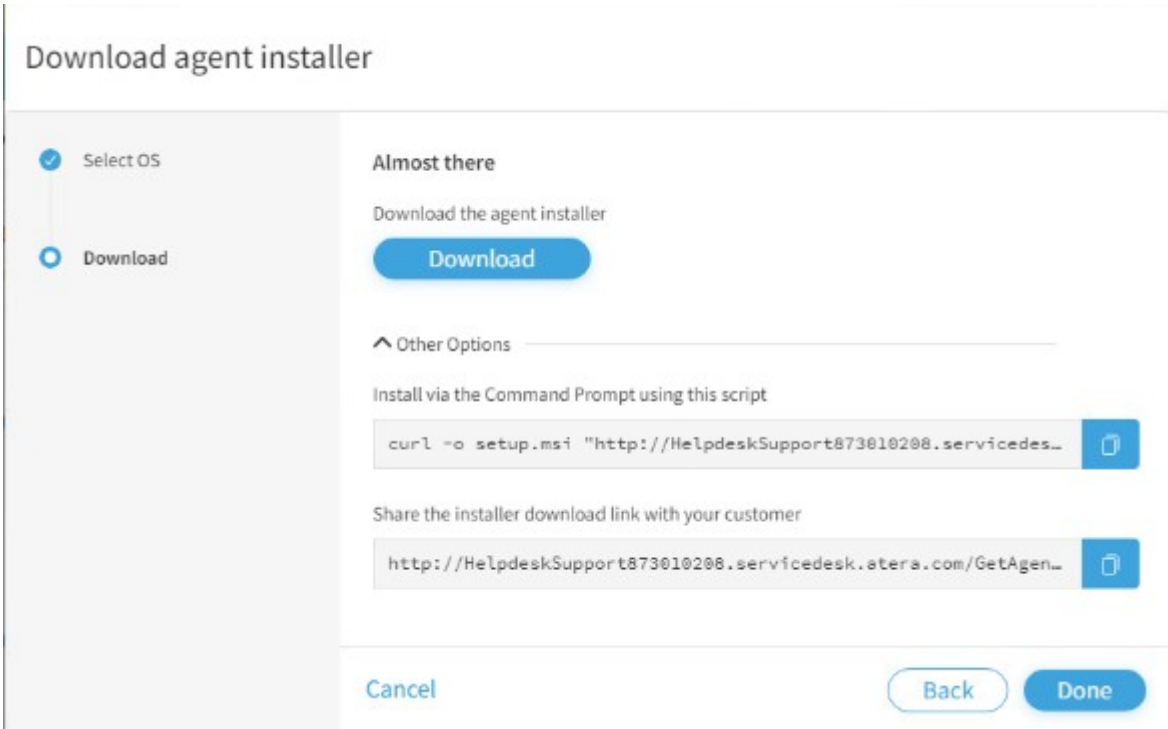 Download agent installer
Select OS
Download
Almost there
Download the agent installer
Download
Other Options
Install via the Command Prompt using this script
curl -o setup.msi "http://HelpdeskSupport873010208.servicedes…
Share the installer download link with your customer
http://HelpdeskSupport873010208.servicedesk.atera.com/GetAgen…
Cancel
Back
Done